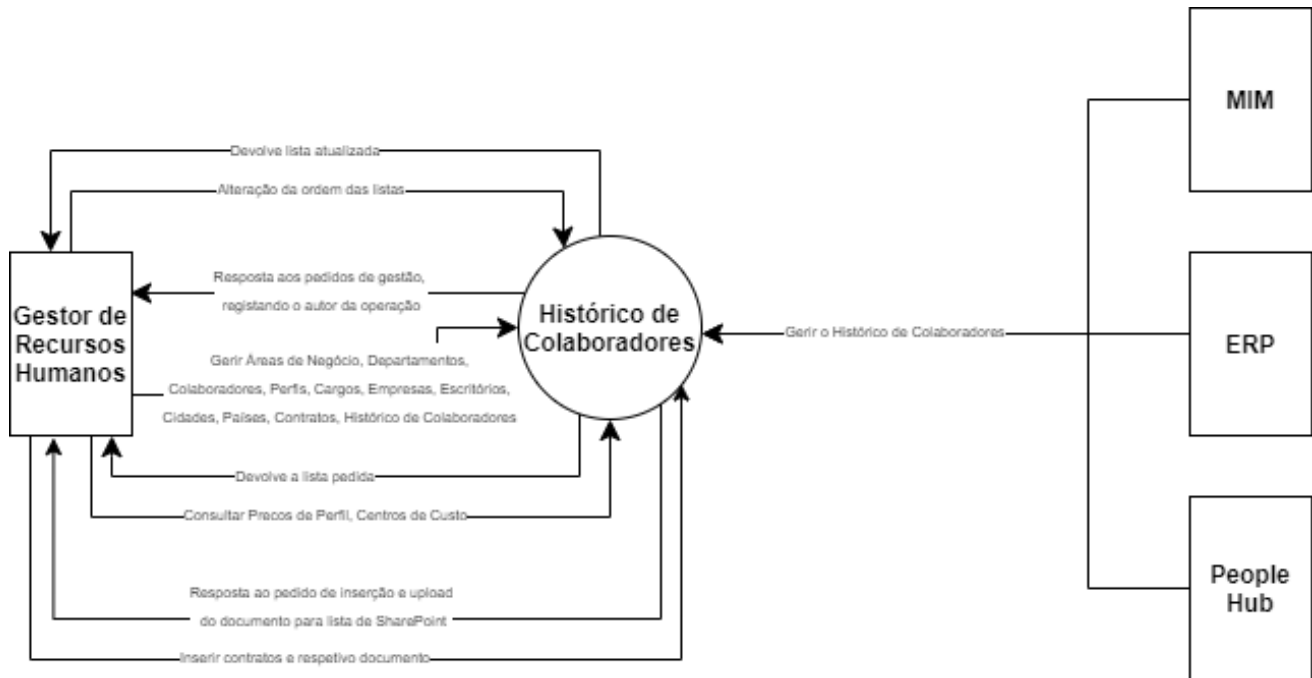 MIM
Devolve lista atualizada
Alteração da ordem das listas
Gestor de
Recursos
Humanos
Resposta aos pedidos de gestão,
registando o autor da operação
Histórico de
Colaboradores
Gerir o Histórico de Colaboradores
ERP
Gerir Áreas de Negócio, Departamentos,
Colaboradores, Perfis, Cargos, Empresas, Escritórios,
Cidades, Países, Contratos, Histórico de Colaboradores
Devolve a lista pedida
Consultar Precos de Perfil, Centros de Custo
People
Hub
Resposta ao pedido de inserção e upload
do documento para lista de SharePoint
Inserir contratos e respetivo documento